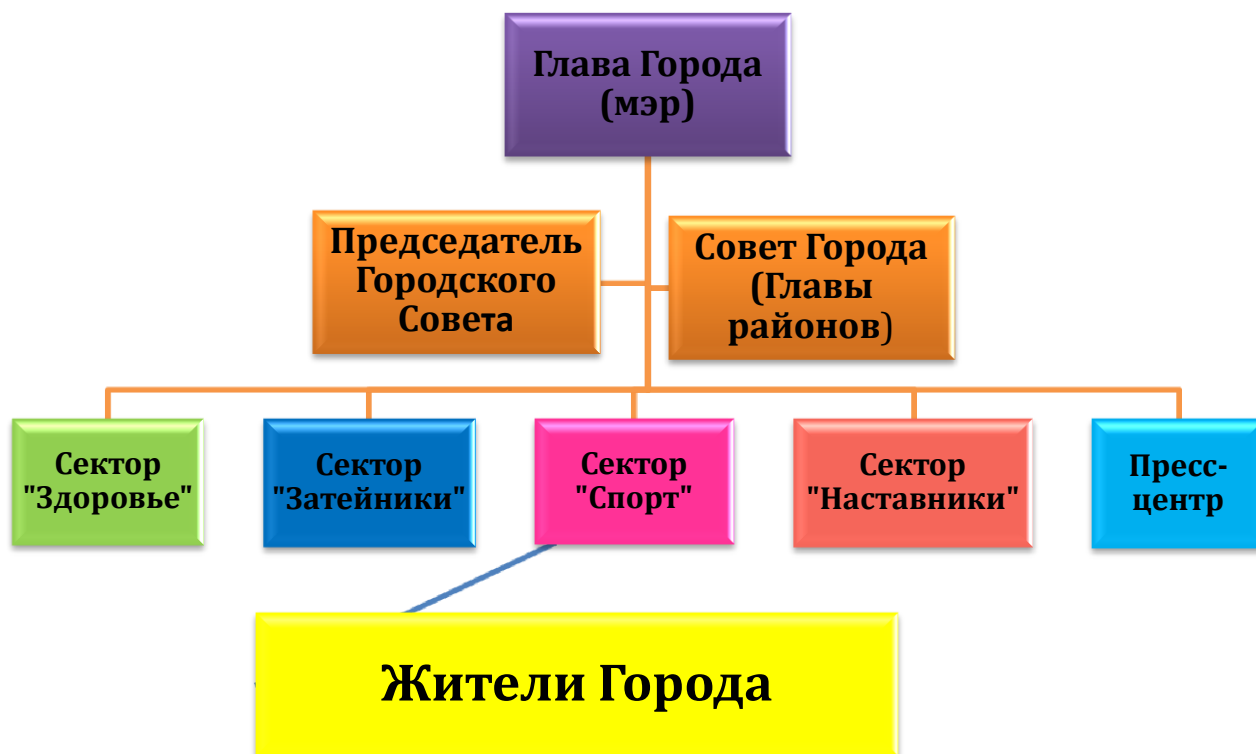 Глава Города
(мэр)
Председатель
Городского
Совета
Совет Города
(Главы
районов)
Сектор
"Здоровье"
Сектор
"Затейники"
Сектор
"Спорт"
Сектор
"Наставники"
Пресс-
центр
Жители Города